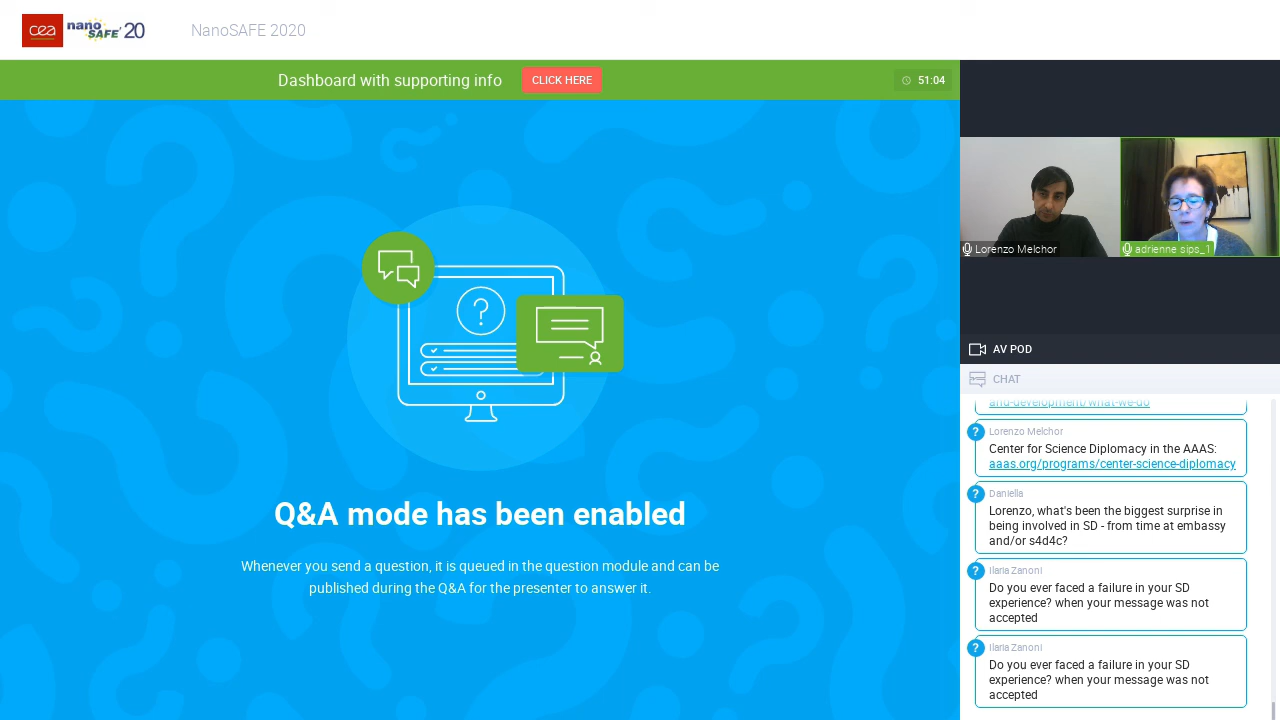 cea nano SAFE' 20
NanoSAFE 2020
Dashboard with supporting info
CLICK HERE
51:04
Lorenzo Melchor
adrienne sips_1
AV POD
CHAT
and-development/what-we-do
Lorenzo Melchor
Center for Science Diplomacy in the AAAS:
aaas.org/programs/center-science-diplomacy
Daniella
Lorenzo, what's been the biggest surprise in
being involved in SD - from time at embassy
and/or s4d4c?
Ilaria Zanoni
Do you ever faced a failure in your SD
experience? when your message was not
accepted
Ilaria Zanoni
Do you ever faced a failure in your SD
experience? when your message was not
accepted
Q&A mode has been enabled
Whenever you send a question, it is queued in the question module and can be
published during the Q&A for the presenter to answer it.